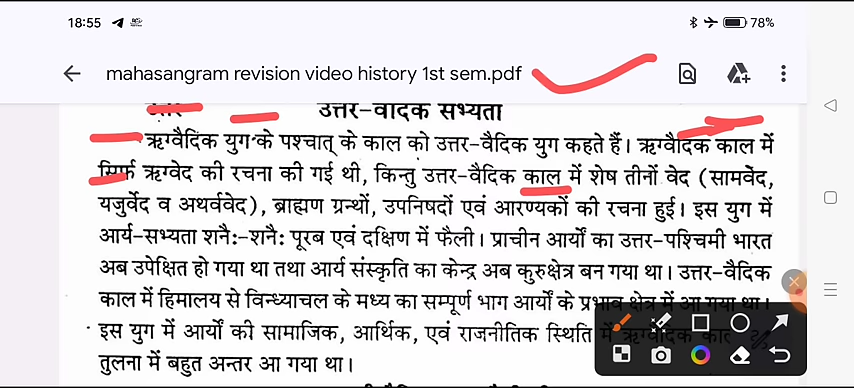 18:55 78%
mahasangram revision video history 1st sem.pdf
उत्तर-वैदिक सभ्यता
ऋग्वैदिक युग के पश्चात् के काल को उत्तर-वैदिक युग कहते हैं। ऋग्वैदिक काल में
सिर्फ ऋग्वेद की रचना की गई थी, किन्तु उत्तर-वैदिक काल में शेष तीनों वेद (सामवेद,
यजुर्वेद व अथर्ववेद), ब्राह्मण ग्रन्थों, उपनिषदों एवं आरण्यकों की रचना हुई। इस युग में
आर्य-सभ्यता शनैः-शनैः पूरब एवं दक्षिण में फैली। प्राचीन आर्यों का उत्तर-पश्चिमी भारत
अब उपेक्षित हो गया था तथा आर्य संस्कृति का केन्द्र अब कुरुक्षेत्र बन गया था। उत्तर-वैदिक
काल में हिमालय से विन्ध्याचल के मध्य का सम्पूर्ण भाग आर्यों के प्रभाव क्षेत्र में आ गया था।
इस युग में आर्यों की सामाजिक, आर्थिक, एवं राजनीतिक स्थिति में ऋग्वैदिक
तुलना में बहुत अन्तर आ गया था।